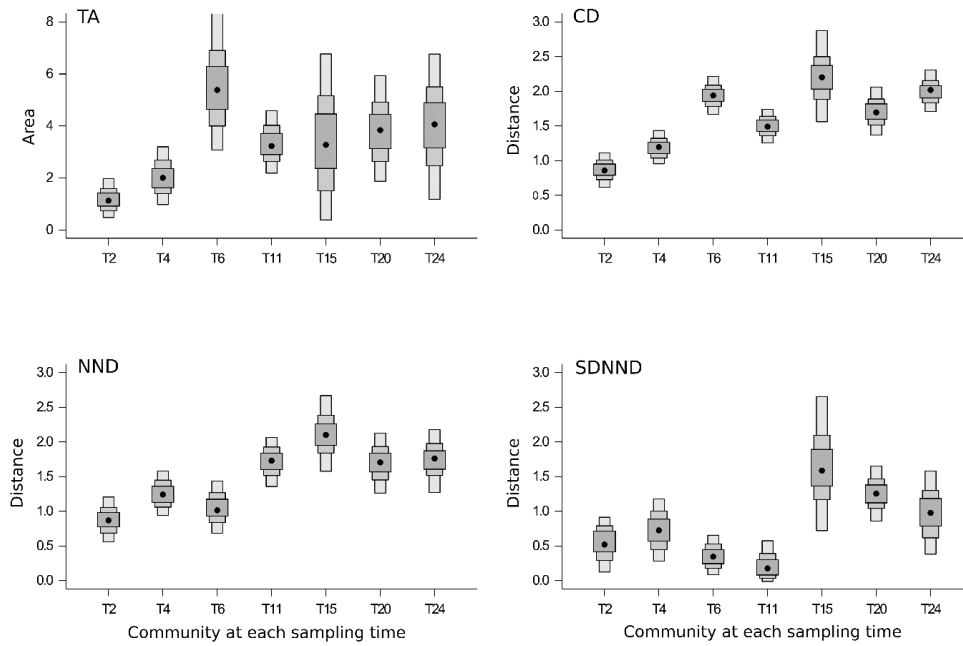 TA
8
6
4
2
0
Area
T2 T4 T6 T11 T15 T20 T24
CD
3.0
2.5
2.0
1.5
1.0
0.5
0.0
Distance
T2 T4 T6 T11 T15 T20 T24
NND
3.0
2.5
2.0
1.5
1.0
0.5
0.0
Distance
T2 T4 T6 T11 T15 T20 T24
Community at each sampling time
SDNND
3.0
2.5
2.0
1.5
1.0
0.5
0.0
Distance
T2 T4 T6 T11 T15 T20 T24
Community at each sampling time